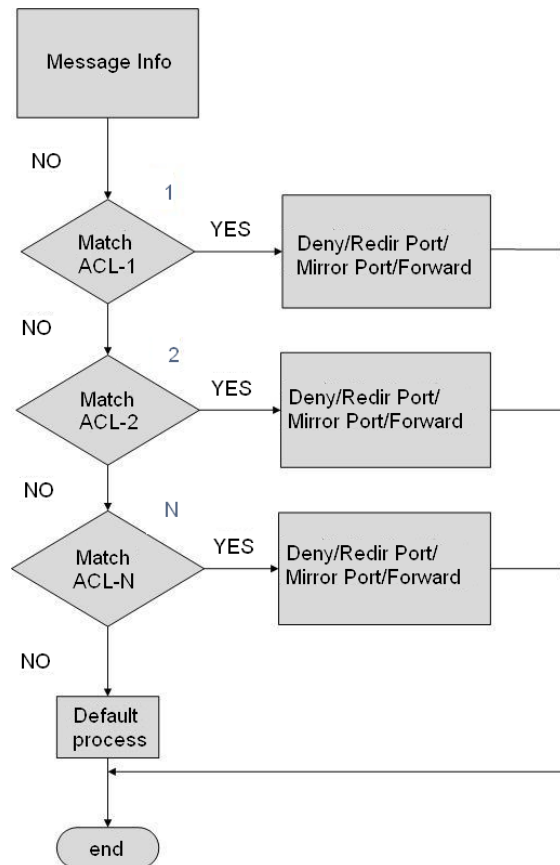 Message Info
NO
1
YES
Match
ACL-1
Deny/Redir Port/
Mirror Port/Forward
NO
2
YES
Match
ACL-2
Deny/Redir Port/
Mirror Port/Forward
NO
N
YES
Match
ACL-N
Deny/Redir Port/
Mirror Port/Forward
NO
Default
process
end